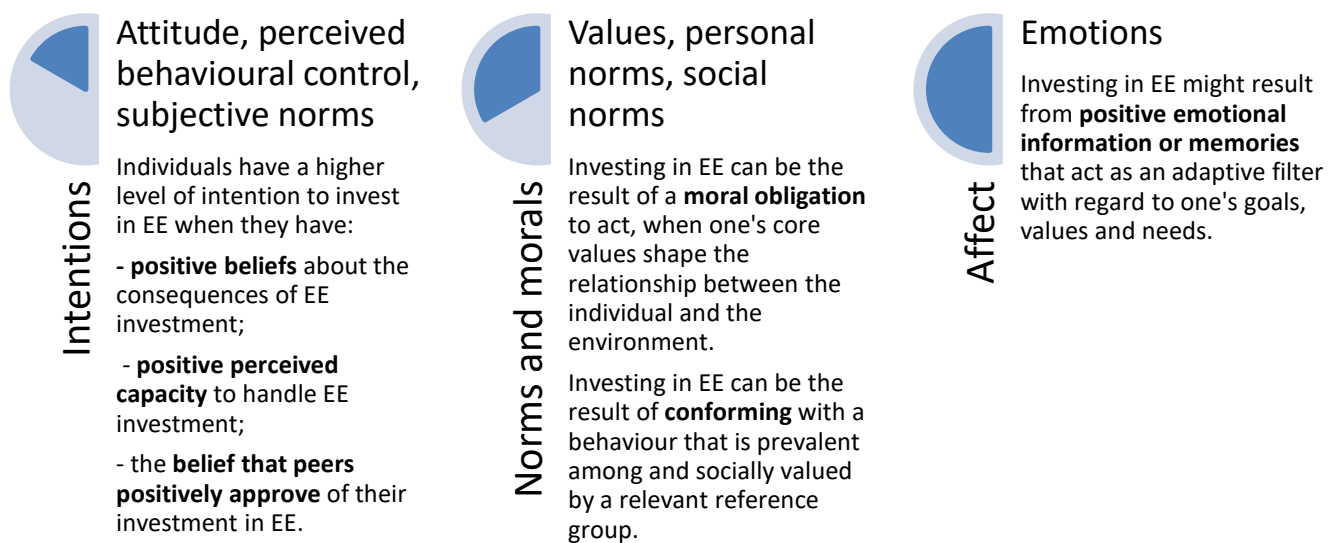 Intentions
Attitude, perceived
behavioural control,
subjective norms
Individuals have a higher
level of intention to invest
in EE when they have:
- positive beliefs about the
consequences of EE
investment;
- positive perceived
capacity to handle EE
investment;
- the belief that peers
positively approve of their
investment in EE.
Norms and morals
Values, personal
norms, social
norms
Investing in EE can be the
result of a moral obligation
to act, when one's core
values shape the
relationship between the
individual and the
environment.
Investing in EE can be the
result of conforming with a
behaviour that is prevalent
among and socially valued
by a relevant reference
group.
Affect
Emotions
Investing in EE might result
from positive emotional
information or memories
that act as an adaptive filter
with regard to one's goals,
values and needs.